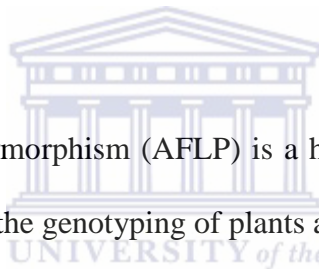 morphism (AFLP) is a h
the genotyping of plants a
UNIVERSITY of the